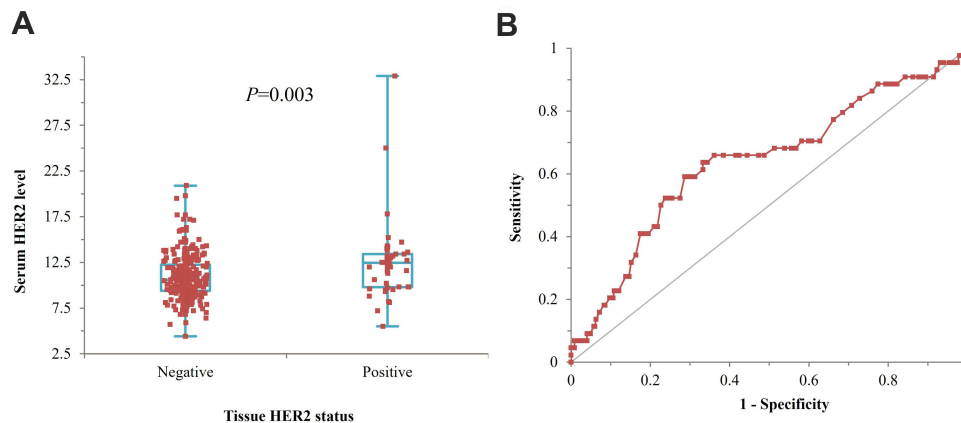 A
P=0.003
Serum HER2 level
32.5
27.5
22.5
17.5
12.5
7.5
2.5
Negative
Positive
Tissue HER2 status
B
Sensitivity
1
0.8
0.6
0.4
0.2
0
0
0.2
0.4
0.6
0.8
1 - Specificity